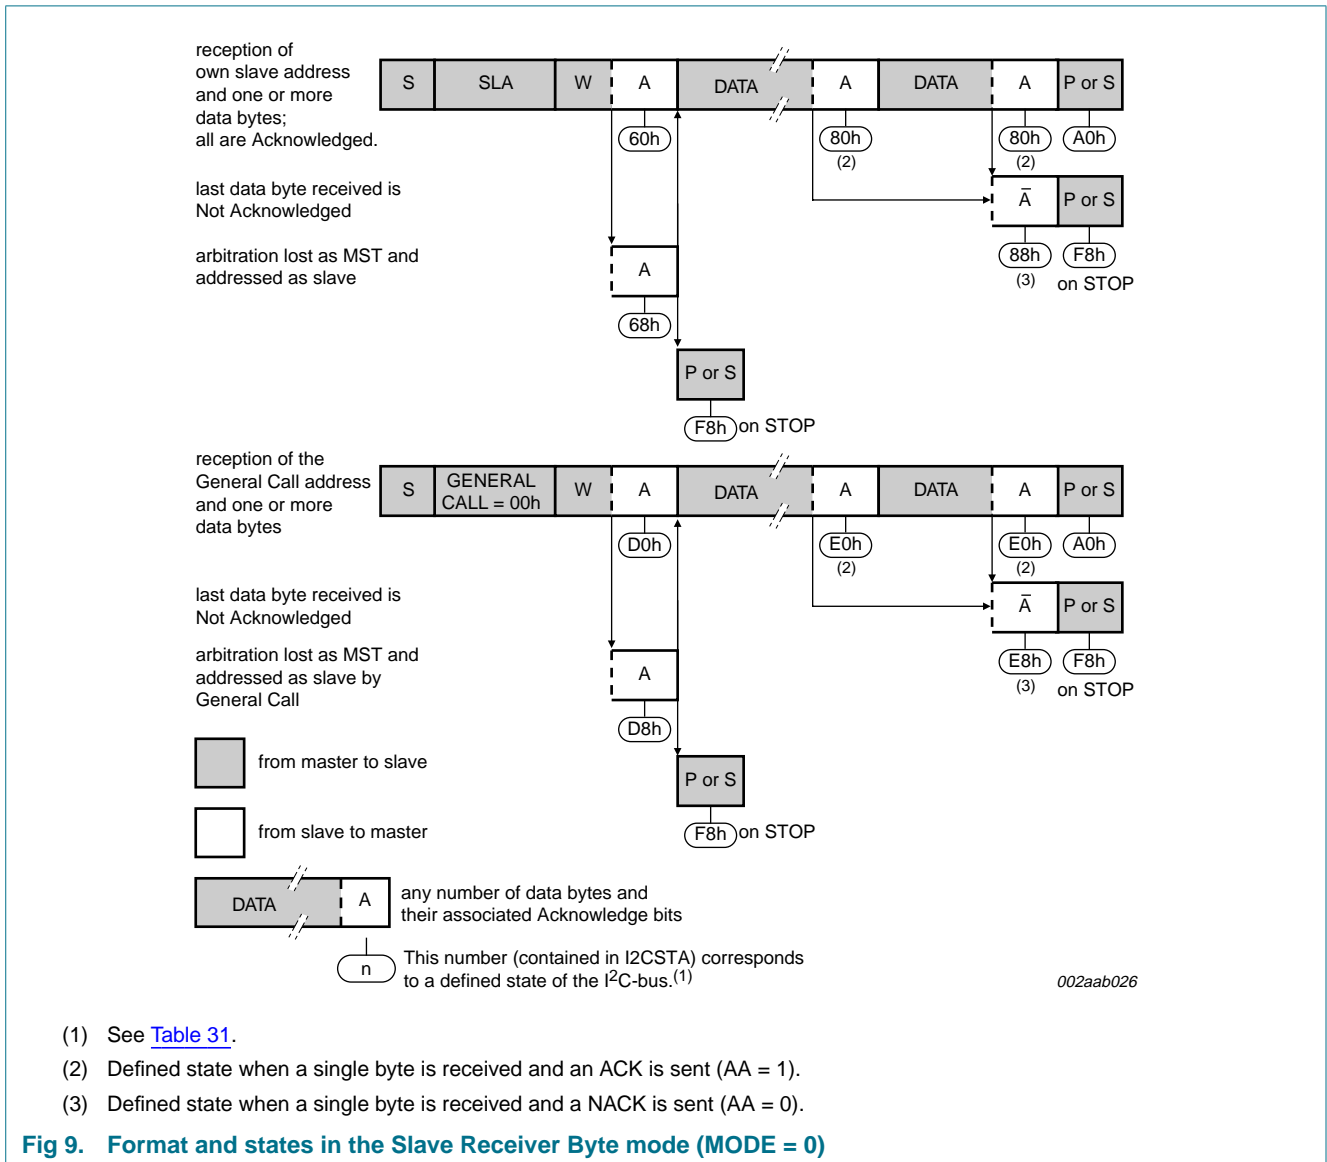 reception of
own slave address
and one or more
data bytes;
all are Acknowledged.
S SLA W A DATA A DATA A P or S
60h 80h 80h A0h
(2) (2)
last data byte received is
Not Acknowledged
A̅ P or S
88h F8h
(3) on STOP
arbitration lost as MST and
addressed as slave
A
68h
P or S
F8h on STOP
reception of the
General Call address
and one or more
data bytes
S GENERAL CALL = 00h W A DATA A DATA A P or S
D0h E0h E0h A0h
(2) (2)
last data byte received is
Not Acknowledged
A̅ P or S
E8h F8h
(3) on STOP
arbitration lost as MST and
addressed as slave by
General Call
A
D8h
P or S
F8h on STOP
from master to slave
from slave to master
DATA A
any number of data bytes and
their associated Acknowledge bits
n
This number (contained in I2CSTA) corresponds
to a defined state of the I²C-bus.(1)
002aab026
(1) See Table 31.
(2) Defined state when a single byte is received and an ACK is sent (AA = 1).
(3) Defined state when a single byte is received and a NACK is sent (AA = 0).
Fig 9. Format and states in the Slave Receiver Byte mode (MODE = 0)